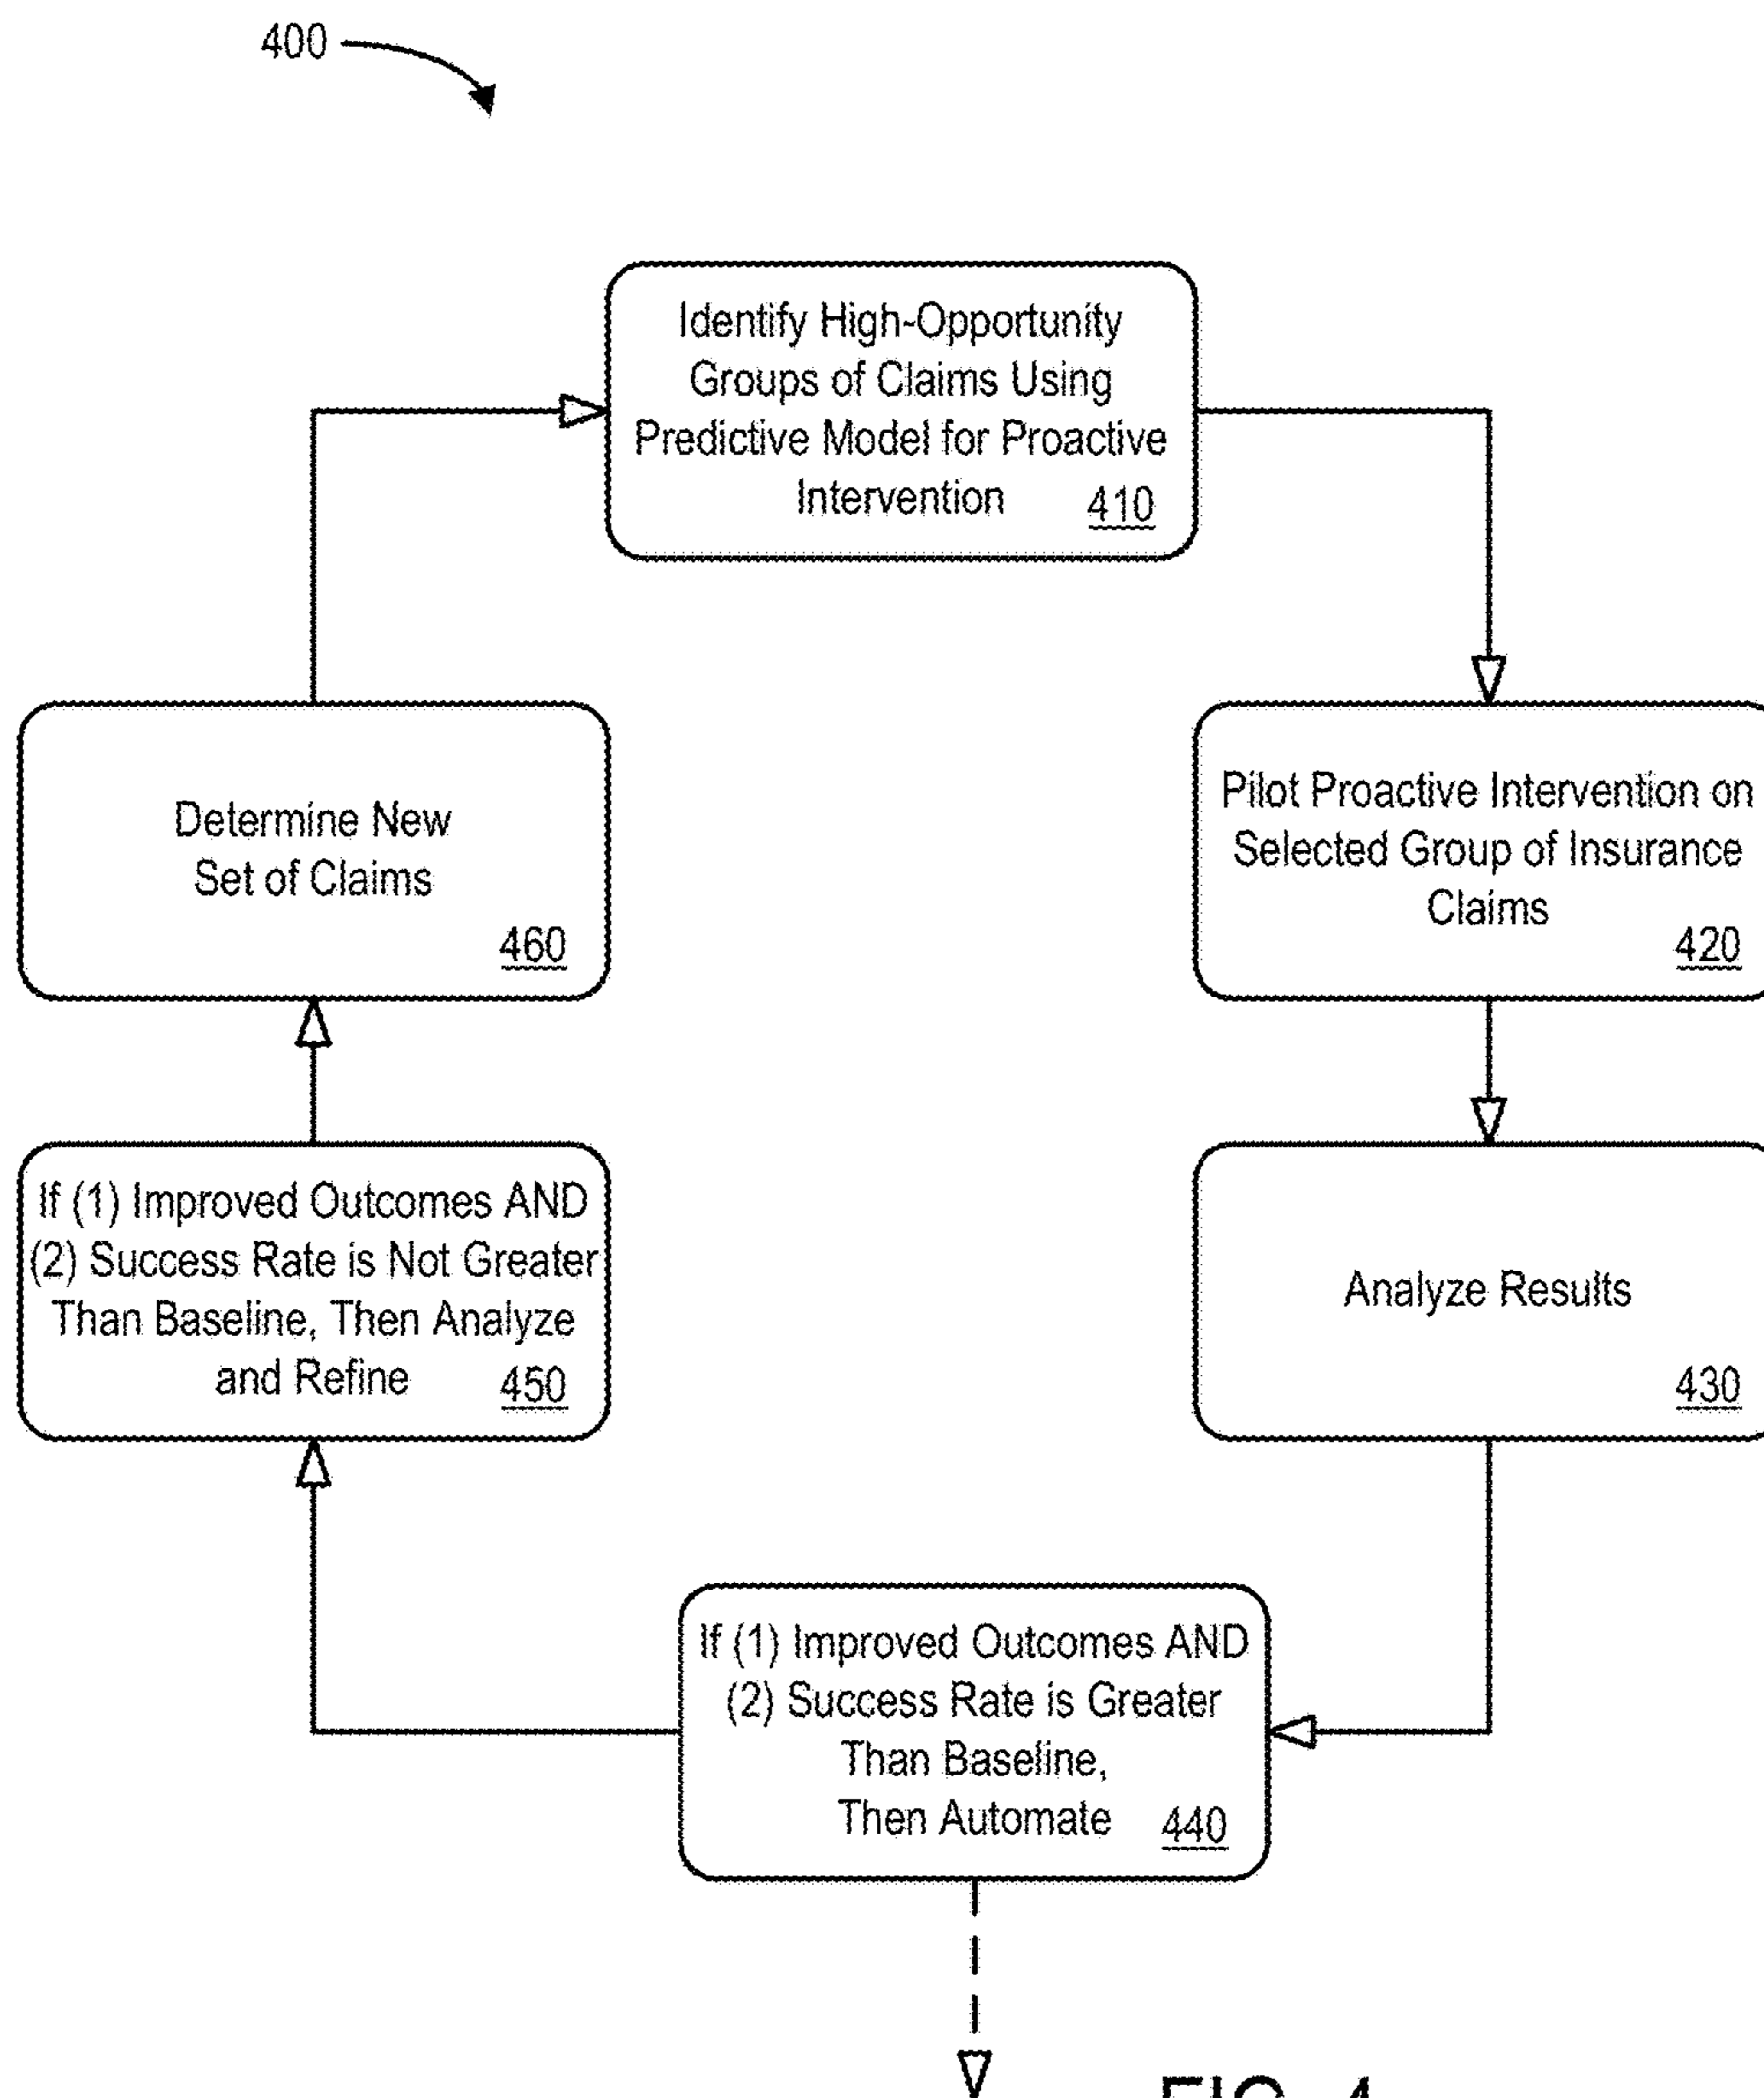 400
Identify High-Opportunity
Groups of Claims Using
Predictive Model for Proactive
Intervention 410
Pilot Proactive Intervention on
Selected Group of Insurance
Claims
420
Analyze Results
430
If (1) Improved Outcomes AND
(2) Success Rate is Greater
Than Baseline,
Then Automate 440
If (1) Improved Outcomes AND
(2) Success Rate is Not Greater
Than Baseline, Then Analyze
and Refine 450
Determine New
Set of Claims
460
FIG. 4